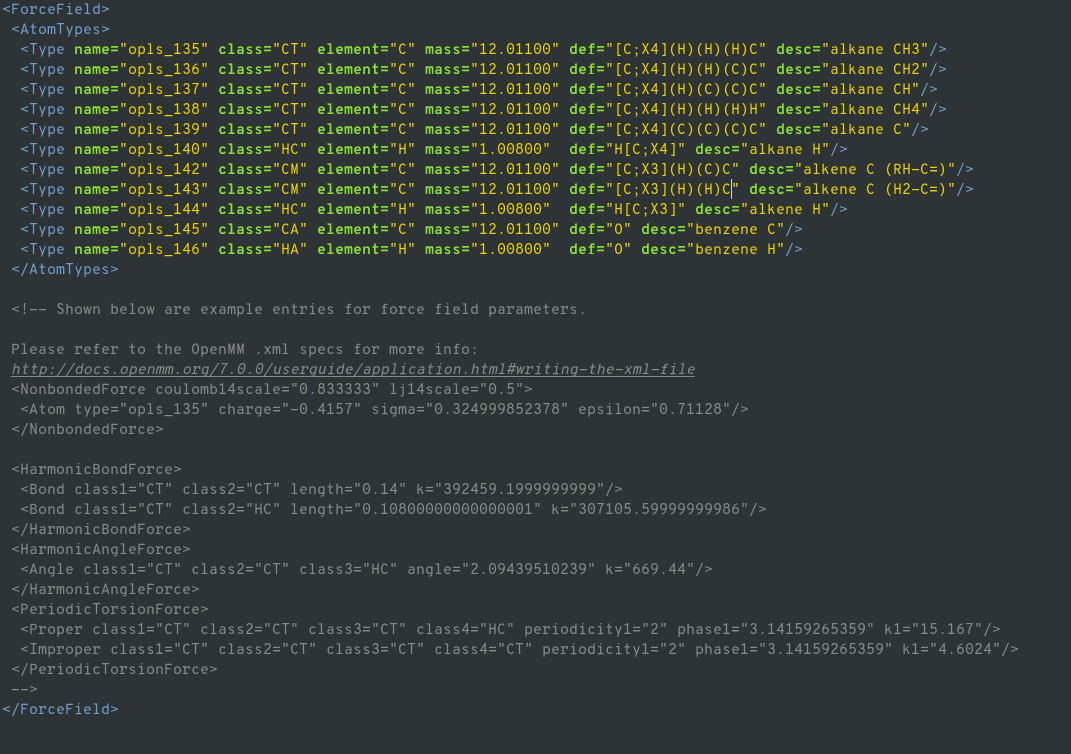 <ForceField>
 <AtomTypes>
  <Type name="opls_135" class="CT" element="C" mass="12.01100" def="[C;X4](H)(H)(H)C" desc="alkane CH3"/>
  <Type name="opls_136" class="CT" element="C" mass="12.01100" def="[C;X4](H)(H)(C)C" desc="alkane CH2"/>
  <Type name="opls_137" class="CT" element="C" mass="12.01100" def="[C;X4](H)(C)(C)C" desc="alkane CH"/>
  <Type name="opls_138" class="CT" element="C" mass="12.01100" def="[C;X4](H)(H)(H)H" desc="alkane CH4"/>
  <Type name="opls_139" class="CT" element="C" mass="12.01100" def="[C;X4](C)(C)(C)C" desc="alkane C"/>
  <Type name="opls_140" class="HC" element="H" mass="1.00800"  def="H[C;X4]" desc="alkane H"/>
  <Type name="opls_142" class="CM" element="C" mass="12.01100" def="[C;X3](H)(C)C" desc="alkene C (RH-C=)"/>
  <Type name="opls_143" class="CM" element="C" mass="12.01100" def="[C;X3](H)(H)C" desc="alkene C (H2-C=)"/>
  <Type name="opls_144" class="HC" element="H" mass="1.00800"  def="H[C;X3]" desc="alkene H"/>
  <Type name="opls_145" class="CA" element="C" mass="12.01100" def="O" desc="benzene C"/>
  <Type name="opls_146" class="HA" element="H" mass="1.00800"  def="O" desc="benzene H"/>
 </AtomTypes>
 <!-- Shown below are example entries for force field parameters.
 Please refer to the OpenMM .xml specs for more info:
 http://docs.openmm.org/7.0.0/userguide/application.html#writing-the-xml-file
 <NonbondedForce coulomb14scale="0.833333" lj14scale="0.5">
  <Atom type="opls_135" charge="-0.4157" sigma="0.324999852378" epsilon="0.71128"/>
 </NonbondedForce>
 <HarmonicBondForce>
  <Bond class1="CT" class2="CT" length="0.14" k="392459.1999999999"/>
  <Bond class1="CT" class2="HC" length="0.10800000000000001" k="307105.59999999986"/>
 </HarmonicBondForce>
 <HarmonicAngleForce>
  <Angle class1="CT" class2="CT" class3="HC" angle="2.09439510239" k="669.44"/>
 </HarmonicAngleForce>
 <PeriodicTorsionForce>
  <Proper class1="CT" class2="CT" class3="CT" class4="HC" periodicity1="2" phase1="3.14159265359" k1="15.167"/>
  <Improper class1="CT" class2="CT" class3="CT" class4="CT" periodicity1="2" phase1="3.14159265359" k1="4.6024"/>
 </PeriodicTorsionForce>
 -->
</ForceField>